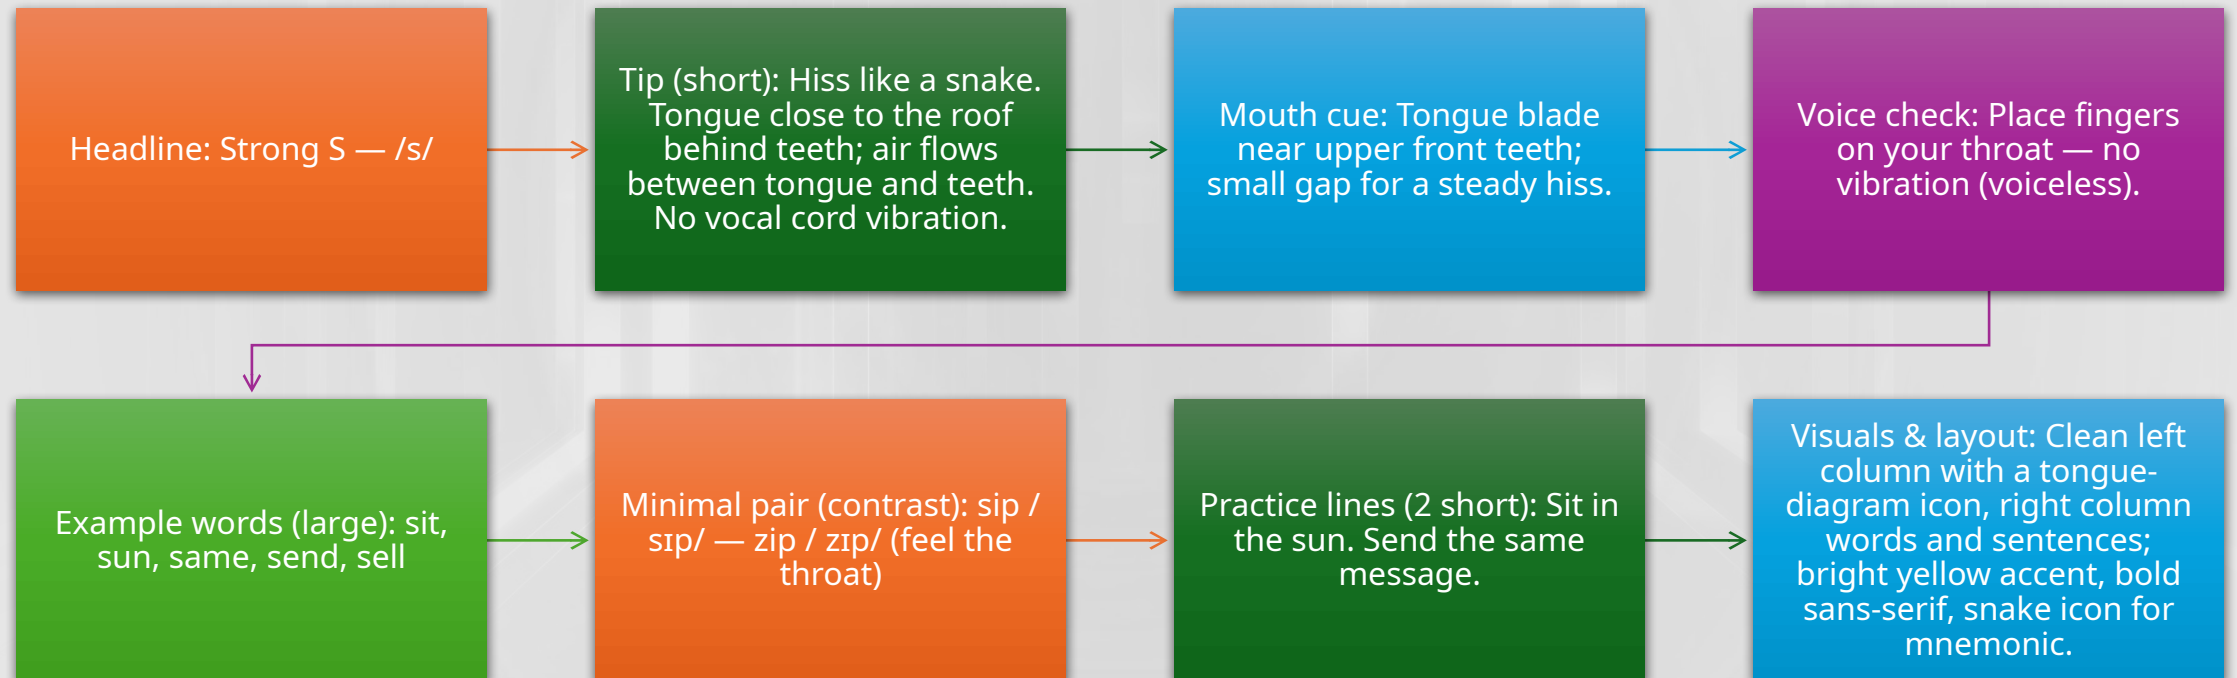 Headline: Strong S — /s/
Tip (short): Hiss like a snake.
Tongue close to the roof
behind teeth; air flows
between tongue and teeth.
No vocal cord vibration.
Mouth cue: Tongue blade
near upper front teeth;
small gap for a steady hiss.
Voice check: Place fingers
on your throat — no
vibration (voiceless).
Example words (large): sit,
sun, same, send, sell
Minimal pair (contrast): sip /
sɪp/ — zip / zɪp/ (feel the
throat)
Practice lines (2 short): Sit in
the sun. Send the same
message.
Visuals & layout: Clean left
column with a tongue-
diagram icon, right column
words and sentences;
bright yellow accent, bold
sans-serif, snake icon for
mnemonic.